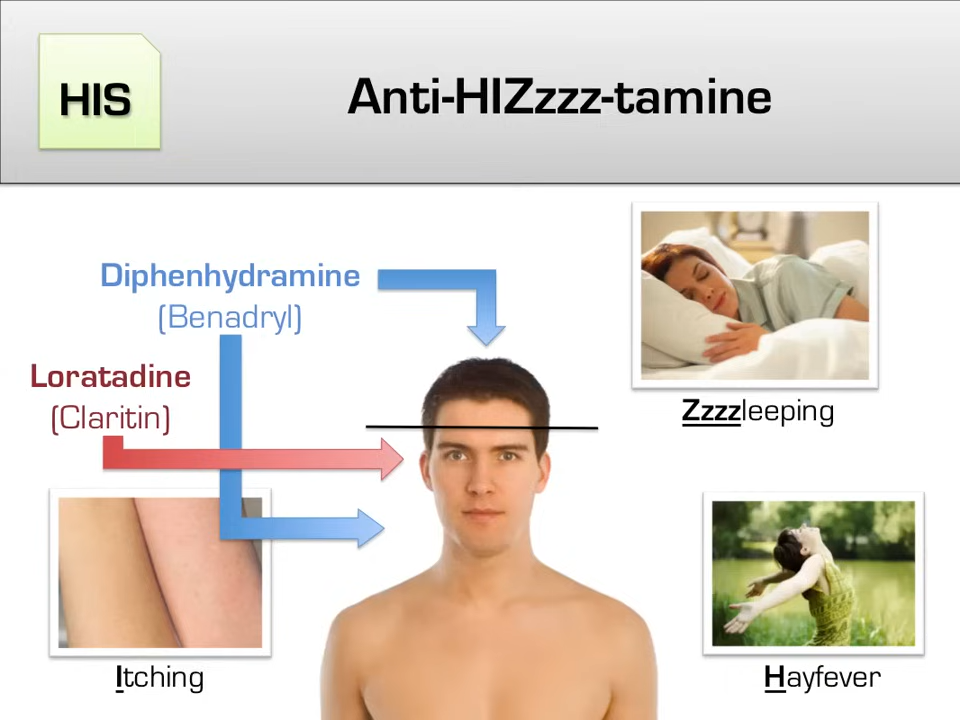 HIS
Anti-HIZzzz-tamine
Diphenhydramine
(Benadryl)
Loratadine
(Claritin)
Zzzzleeping
Itching
Hayfever